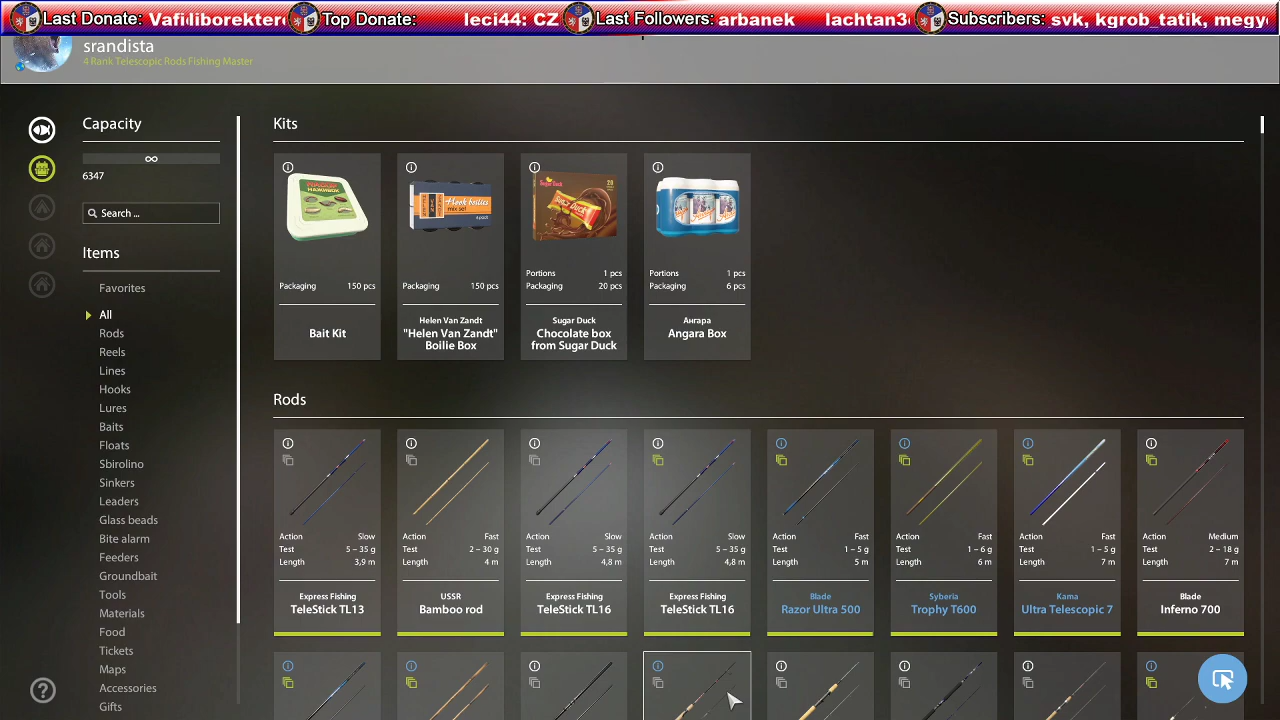 Last Donate: Vafi:liborektere
Top Donate: leci44: CZ
Last Followers: arbanek lachtan3
Subscribers: svk, kgrob_tatik, megy
srandista
4 Rank Telescopic Rods Fishing Master
Capacity
∞
6347
Search ...
Items
Favorites
All
Rods
Reels
Lines
Hooks
Lures
Baits
Floats
Sbirolino
Sinkers
Leaders
Glass beads
Bite alarm
Feeders
Groundbait
Tools
Materials
Food
Tickets
Maps
Accessories
Gifts
Kits
Packaging 150 pcs
Bait Kit
Hook boilies
mix set
Packaging 150 pcs
Helen Van Zandt
"Helen Van Zandt"
Boilie Box
Sugar Duck
Portions 1 pcs
Packaging 20 pcs
Sugar Duck
Chocolate box
from Sugar Duck
Portions 1 pcs
Packaging 6 pcs
Ангара
Angara Box
Rods
Action Slow
Test 5 – 35 g
Length 3,9 m
Express Fishing
TeleStick TL13
Action Fast
Test 2 – 30 g
Length 4 m
USSR
Bamboo rod
Action Slow
Test 5 – 35 g
Length 4,8 m
Express Fishing
TeleStick TL16
Action Slow
Test 5 – 35 g
Length 4,8 m
Express Fishing
TeleStick TL16
Action Fast
Test 1 – 5 g
Length 5 m
Blade
Razor Ultra 500
Action Fast
Test 1 – 6 g
Length 6 m
Syberia
Trophy T600
Action Fast
Test 1 – 5 g
Length 7 m
Kama
Ultra Telescopic 7
Action Medium
Test 2 – 18 g
Length 7 m
Blade
Inferno 700